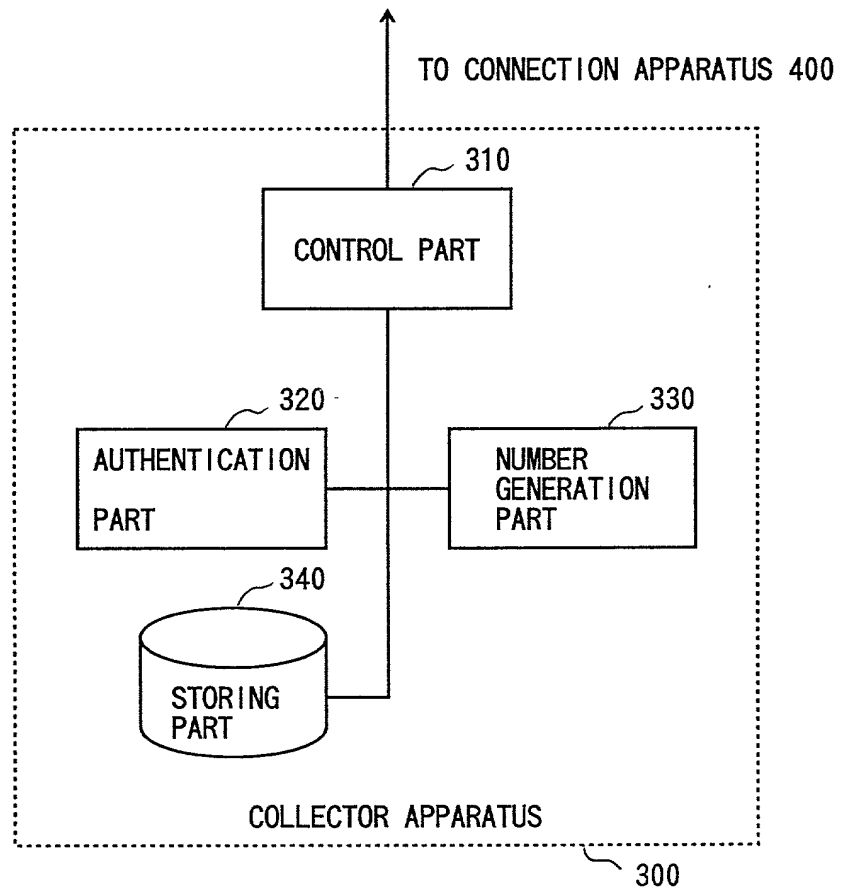 TO CONNECTION APPARATUS 400
310
CONTROL PART
320
330
AUTHENTICATION
PART
NUMBER
GENERATION
PART
340
STORING
PART
COLLECTOR APPARATUS
300